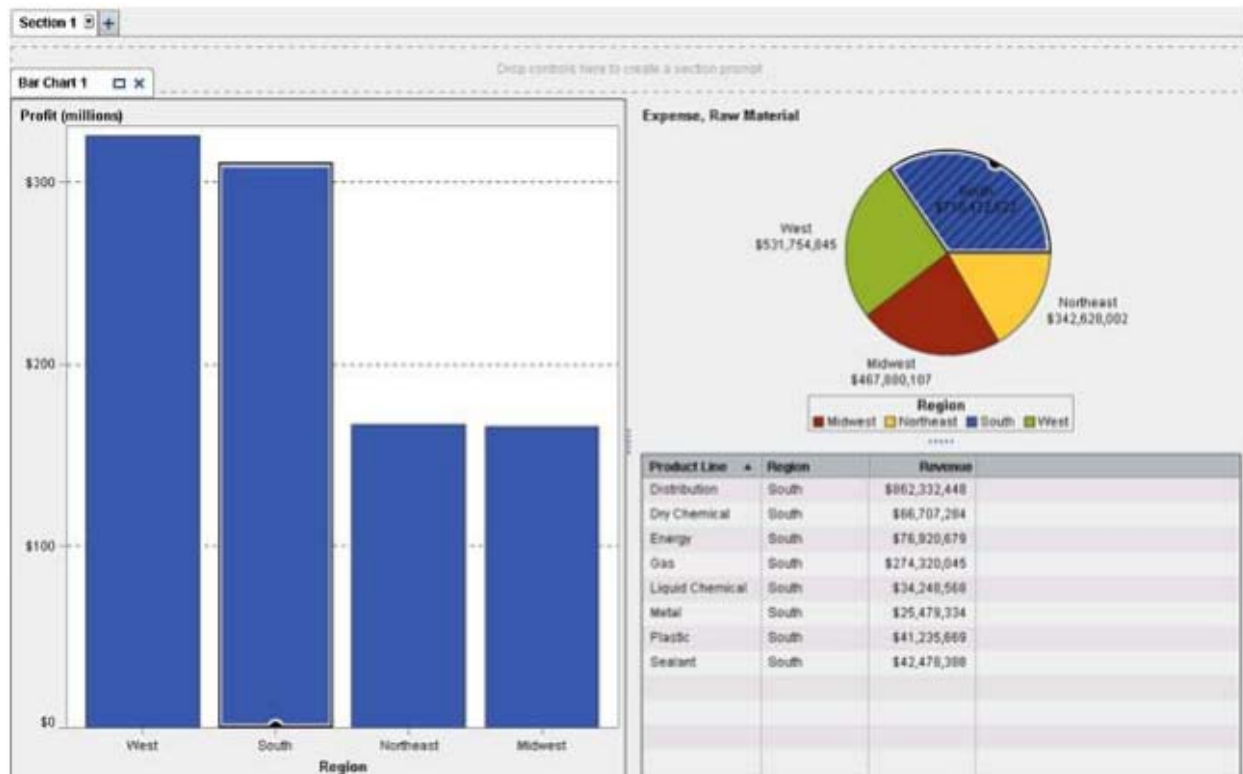 Section 1
Drop controls here to create a section prompt
Bar Chart 1
Profit (millions)
$300
$200
$100
$0
West South Northeast Midwest
Region
Expense, Raw Material
South
West
$531,754,845
Northeast
$342,628,002
Midwest
$467,880,107
Region
Midwest Northeast South West
Product Line Region Revenue
Distribution South $862,332,448
Dry Chemical South $66,707,284
Energy South $76,920,679
Gas South $274,320,045
Liquid Chemical South $34,248,568
Metal South $25,479,334
Plastic South $41,235,669
Sealant South $42,478,388